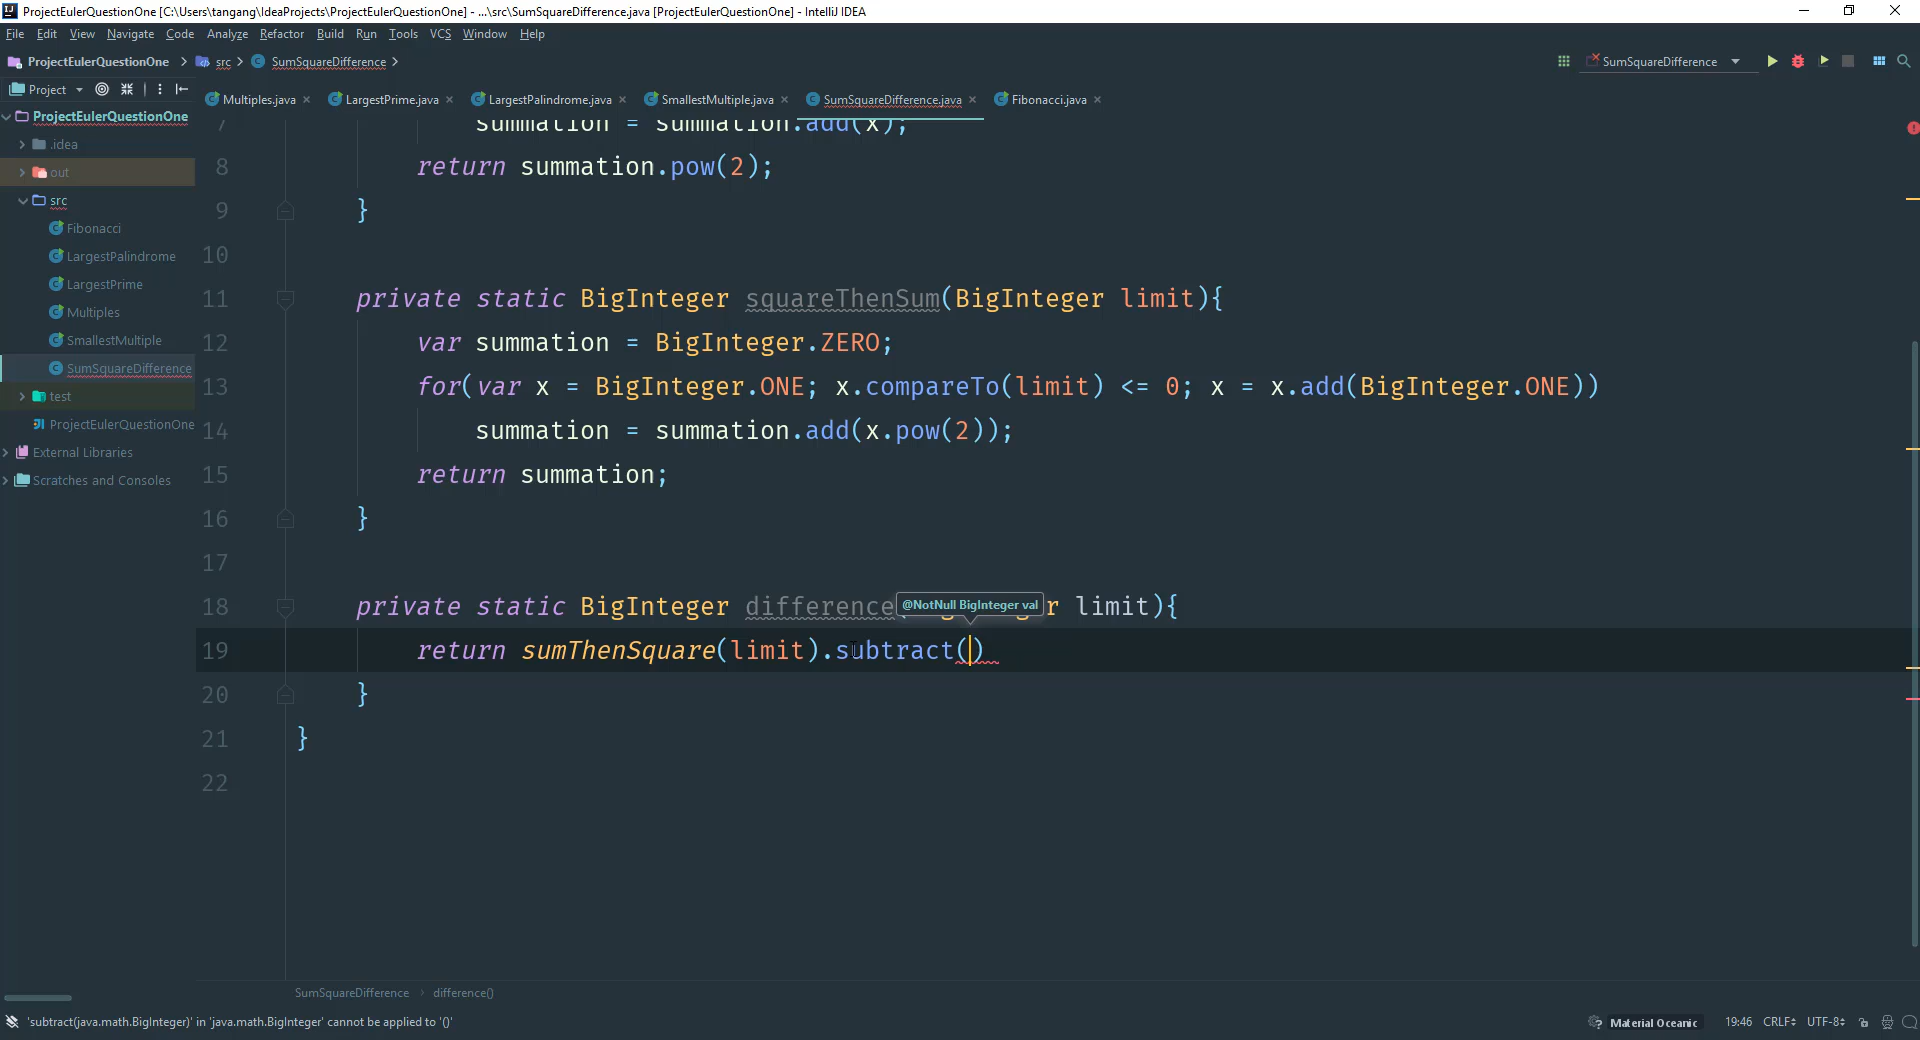 ProjectEulerQuestionOne [C:\Users\tangang\IdeaProjects\ProjectEulerQuestionOne] - ...\src\SumSquareDifference.java [ProjectEulerQuestionOne] - IntelliJ IDEA
File Edit View Navigate Code Analyze Refactor Build Run Tools VCS Window Help
ProjectEulerQuestionOne src SumSquareDifference SumSquareDifference
Project Multiples.java LargestPrime.java LargestPalindrome.java SmallestMultiple.java SumSquareDifference.java Fibonacci.java
ProjectEulerQuestionOne
.idea
out
src
Fibonacci
LargestPalindrome
LargestPrime
Multiples
SmallestMultiple
SumSquareDifference
test
ProjectEulerQuestionOne
External Libraries
Scratches and Consoles
7 summation = summation.add(x);
8 return summation.pow(2);
9 }
10
11 private static BigInteger squareThenSum(BigInteger limit){
12 var summation = BigInteger.ZERO;
13 for(var x = BigInteger.ONE; x.compareTo(limit) <= 0; x = x.add(BigInteger.ONE))
14 summation = summation.add(x.pow(2));
15 return summation;
16 }
17
@NotNull BigInteger val
18 private static BigInteger difference limit){
19 return sumThenSquare(limit).subtract()
20 }
21 }
22
SumSquareDifference difference()
'subtract(java.math.BigInteger)' in 'java.math.BigInteger' cannot be applied to '()' Material Oceanic 19:46 CRLF UTF-8